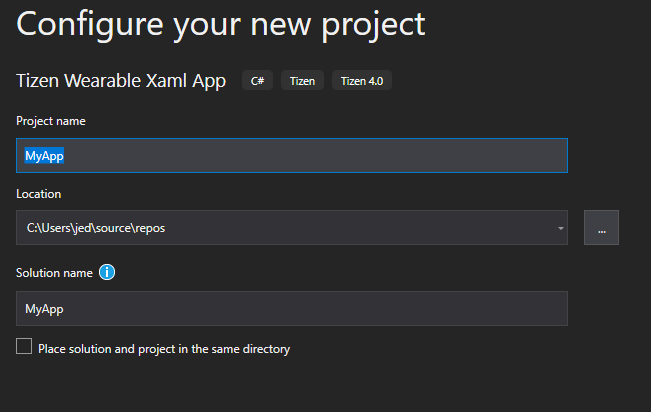 Configure your new project
Tizen Wearable Xaml App C# Tizen Tizen 4.0
Project name
MyApp
Location
C:\Users\jed\source\repos ...
Solution name i
MyApp
Place solution and project in the same directory